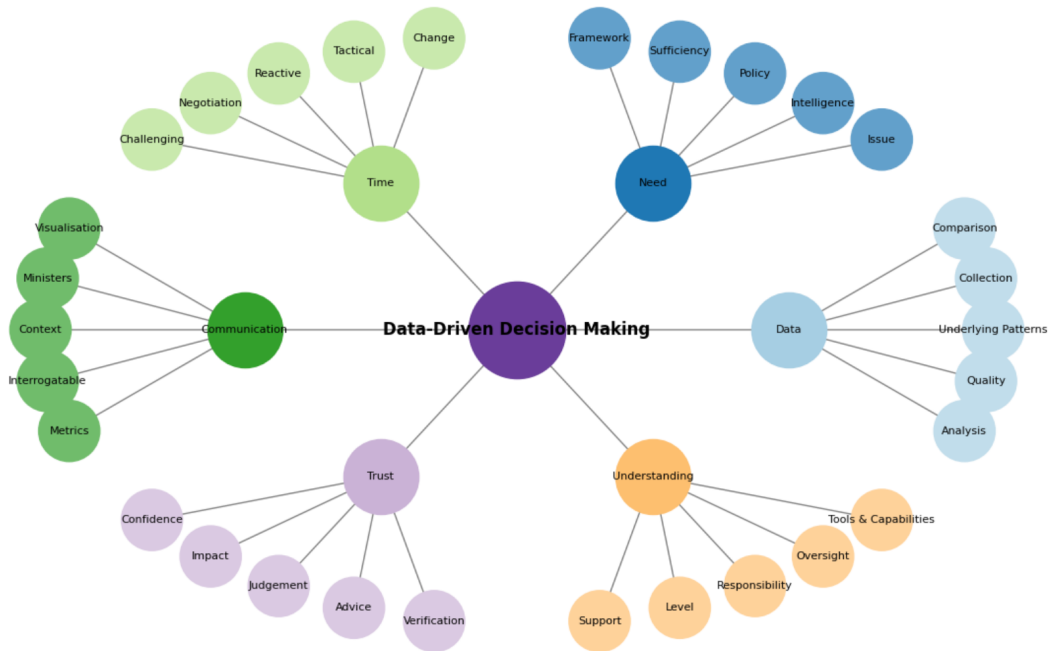 Change
Framework
Tactical
Sufficiency
Reactive
Policy
Negotiation
Intelligence
Challenging
Issue
Time
Need
Visualisation
Comparison
Ministers
Collection
Context
Communication
Data-Driven Decision Making
Data
Underlying Patterns
Interrogatable
Quality
Metrics
Analysis
Trust
Understanding
Confidence
Tools & Capabilities
Impact
Oversight
Judgement
Responsibility
Advice
Level
Verification
Support